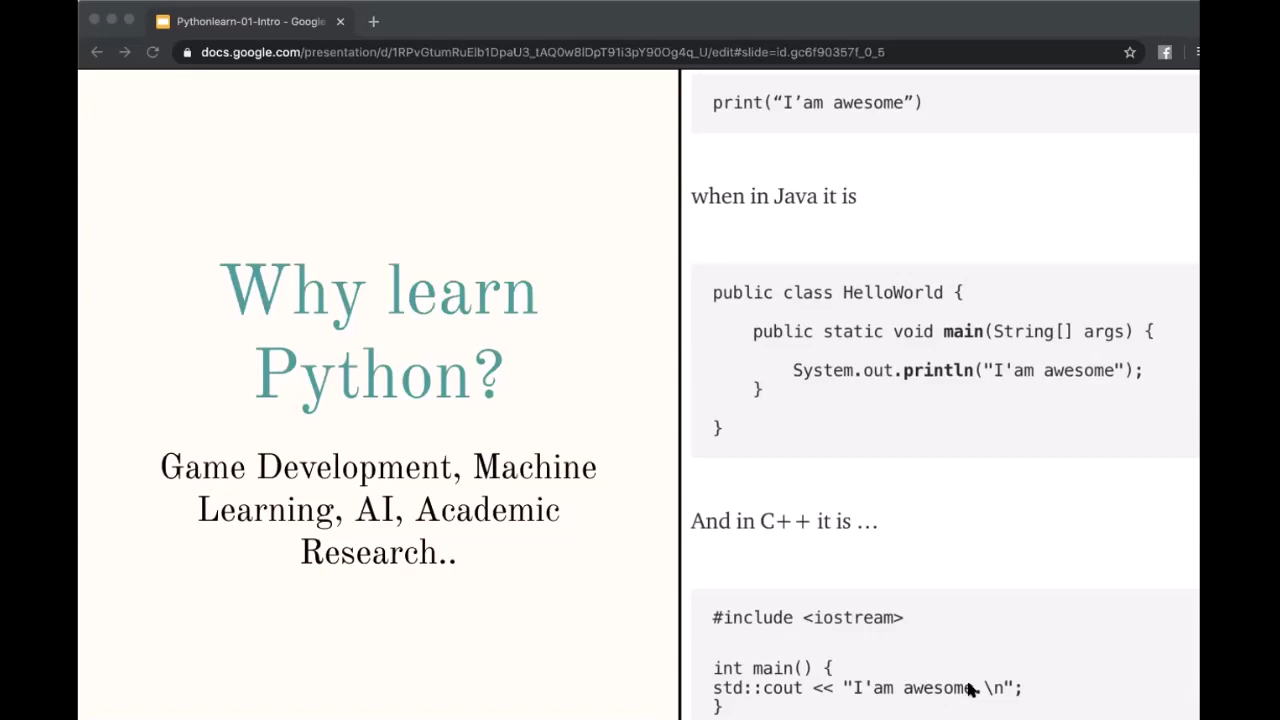 Pythonlearn-01-Intro - Google
docs.google.com/presentation/d/1RPvGtumRuElb1DpaU3_tAQ0w8lDpT91i3pY90Og4q_U/edit#slide=id.gc6f90357f_0_5
Why learn
Python?
Game Development, Machine
Learning, AI, Academic
Research..
print(“I’am awesome”)
when in Java it is
public class HelloWorld {
public static void main(String[] args) {
System.out.println("I'am awesome");
}
}
And in C++ it is …
#include <iostream>
int main() {
std::cout << "I'am awesome.\n";
}